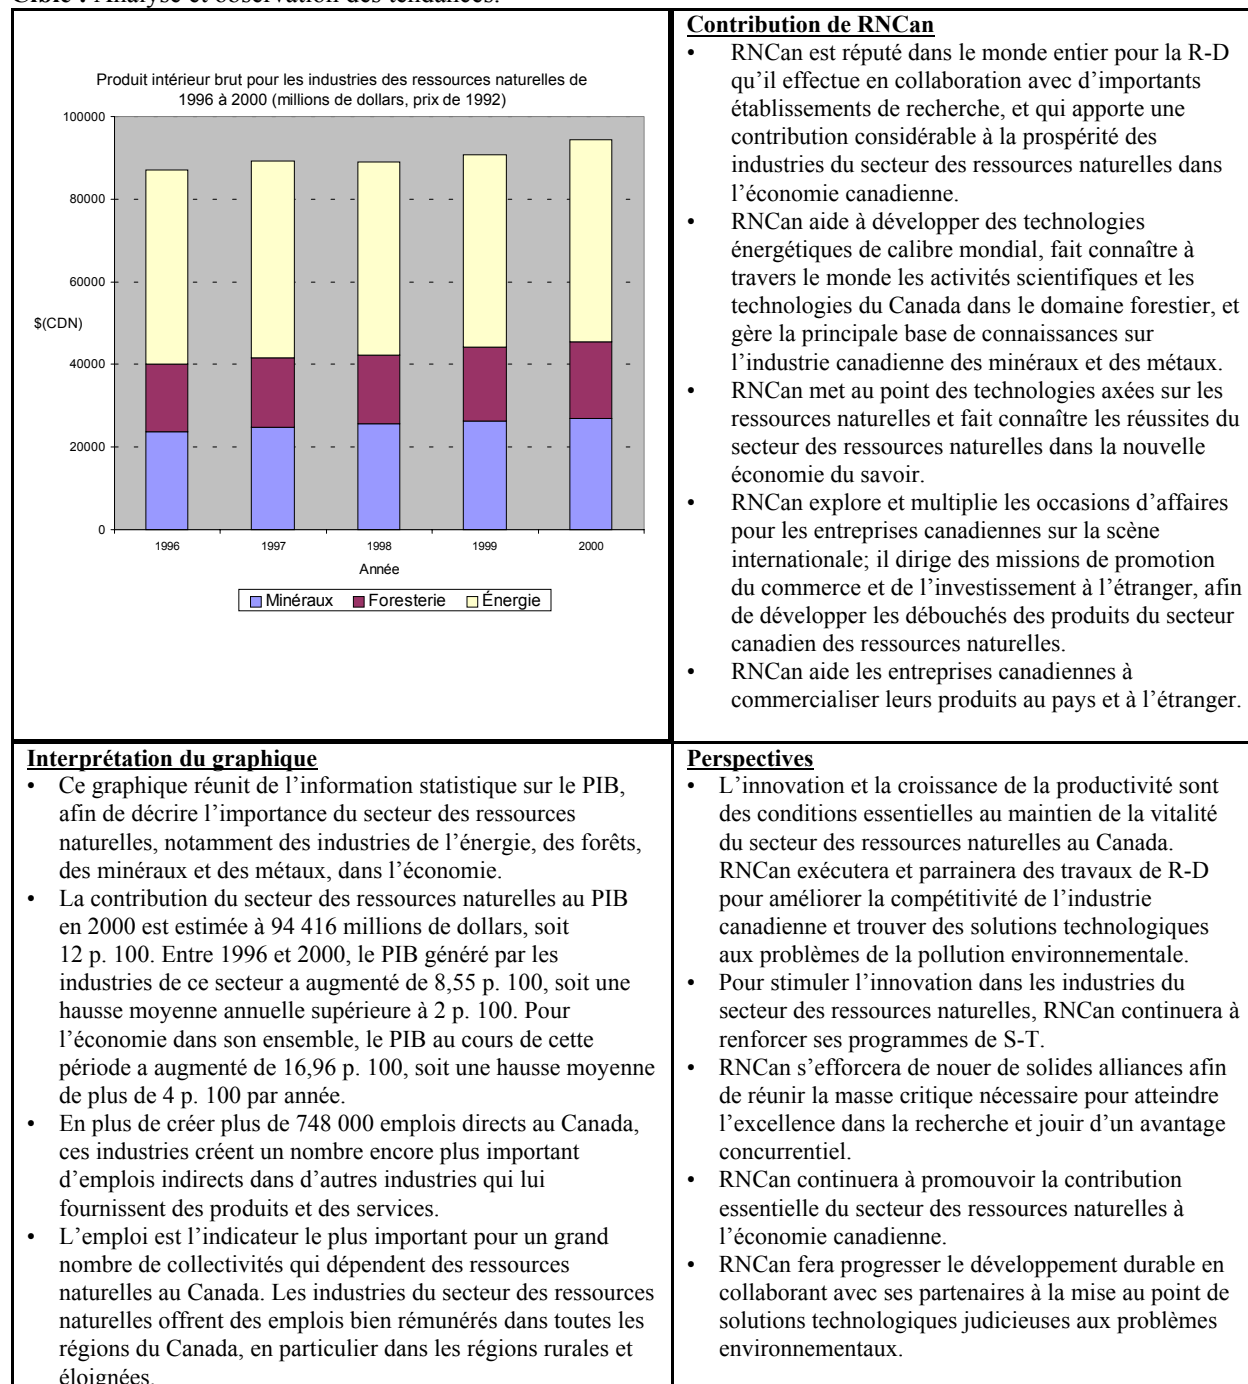 Cible : Analyse et observation des tendances.
Produit intérieur brut pour les industries des ressources naturelles de
1996 à 2000 (millions de dollars, prix de 1992)
100000
80000
60000
$(CDN)
40000
20000
0
1996 1997 1998 1999 2000
Année
Minéraux Foresterie Énergie
Contribution de RNCan
• RNCan est réputé dans le monde entier pour la R-D
qu’il effectue en collaboration avec d’importants
établissements de recherche, et qui apporte une
contribution considérable à la prospérité des
industries du secteur des ressources naturelles dans
l’économie canadienne.
• RNCan aide à développer des technologies
énergétiques de calibre mondial, fait connaître à
travers le monde les activités scientifiques et les
technologies du Canada dans le domaine forestier, et
gère la principale base de connaissances sur
l’industrie canadienne des minéraux et des métaux.
• RNCan met au point des technologies axées sur les
ressources naturelles et fait connaître les réussites du
secteur des ressources naturelles dans la nouvelle
économie du savoir.
• RNCan explore et multiplie les occasions d’affaires
pour les entreprises canadiennes sur la scène
internationale; il dirige des missions de promotion
du commerce et de l’investissement à l’étranger, afin
de développer les débouchés des produits du secteur
canadien des ressources naturelles.
• RNCan aide les entreprises canadiennes à
commercialiser leurs produits au pays et à l’étranger.
Interprétation du graphique
• Ce graphique réunit de l’information statistique sur le PIB,
afin de décrire l’importance du secteur des ressources
naturelles, notamment des industries de l’énergie, des forêts,
des minéraux et des métaux, dans l’économie.
• La contribution du secteur des ressources naturelles au PIB
en 2000 est estimée à 94 416 millions de dollars, soit
12 p. 100. Entre 1996 et 2000, le PIB généré par les
industries de ce secteur a augmenté de 8,55 p. 100, soit une
hausse moyenne annuelle supérieure à 2 p. 100. Pour
l’économie dans son ensemble, le PIB au cours de cette
période a augmenté de 16,96 p. 100, soit une hausse moyenne
de plus de 4 p. 100 par année.
• En plus de créer plus de 748 000 emplois directs au Canada,
ces industries créent un nombre encore plus important
d’emplois indirects dans d’autres industries qui lui
fournissent des produits et des services.
• L’emploi est l’indicateur le plus important pour un grand
nombre de collectivités qui dépendent des ressources
naturelles au Canada. Les industries du secteur des ressources
naturelles offrent des emplois bien rémunérés dans toutes les
régions du Canada, en particulier dans les régions rurales et
éloignées.
Perspectives
• L’innovation et la croissance de la productivité sont
des conditions essentielles au maintien de la vitalité
du secteur des ressources naturelles au Canada.
RNCan exécutera et parrainera des travaux de R-D
pour améliorer la compétitivité de l’industrie
canadienne et trouver des solutions technologiques
aux problèmes de la pollution environnementale.
• Pour stimuler l’innovation dans les industries du
secteur des ressources naturelles, RNCan continuera à
renforcer ses programmes de S-T.
• RNCan s’efforcera de nouer de solides alliances afin
de réunir la masse critique nécessaire pour atteindre
l’excellence dans la recherche et jouir d’un avantage
concurrentiel.
• RNCan continuera à promouvoir la contribution
essentielle du secteur des ressources naturelles à
l’économie canadienne.
• RNCan fera progresser le développement durable en
collaborant avec ses partenaires à la mise au point de
solutions technologiques judicieuses aux problèmes
environnementaux.